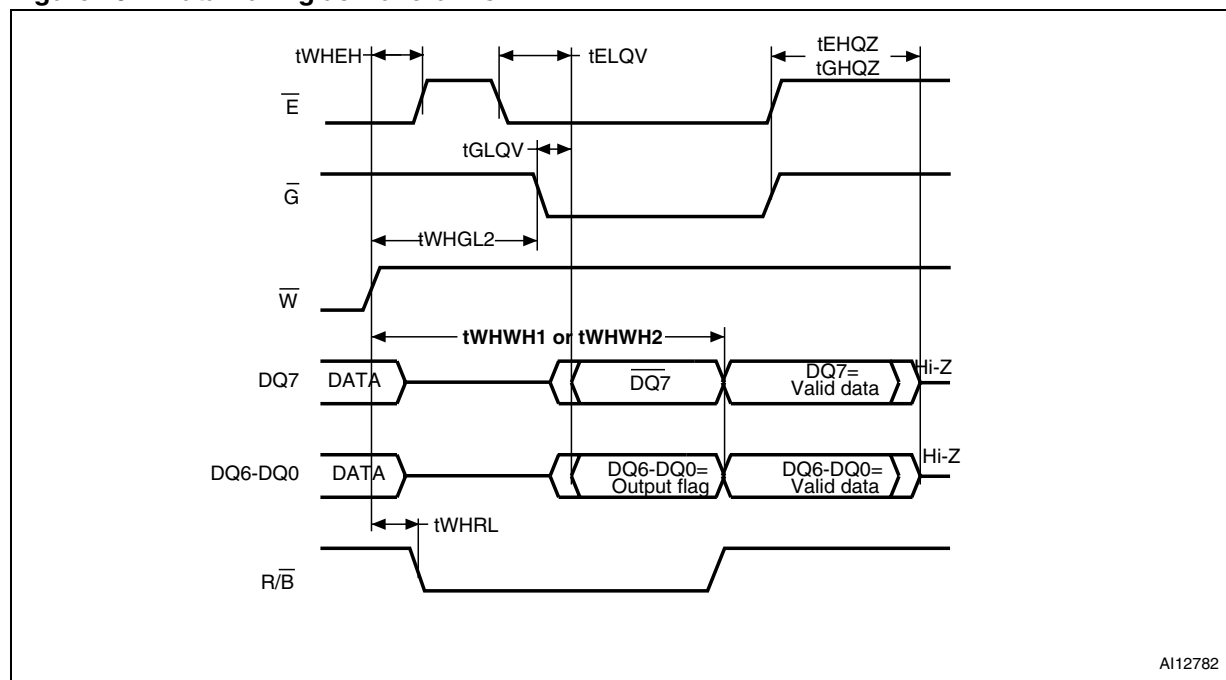 tWHEH
tELQV
tEHQZ
tGHQZ
E
tGLQV
G
tWHGL2
W
tWHWH1 or tWHWH2
DQ7
DATA
DQ7
DQ7=
Valid data
Hi-Z
DQ6-DQ0
DATA
DQ6-DQ0=
Output flag
DQ6-DQ0=
Valid data
Hi-Z
tWHRL
R/B
AI12782